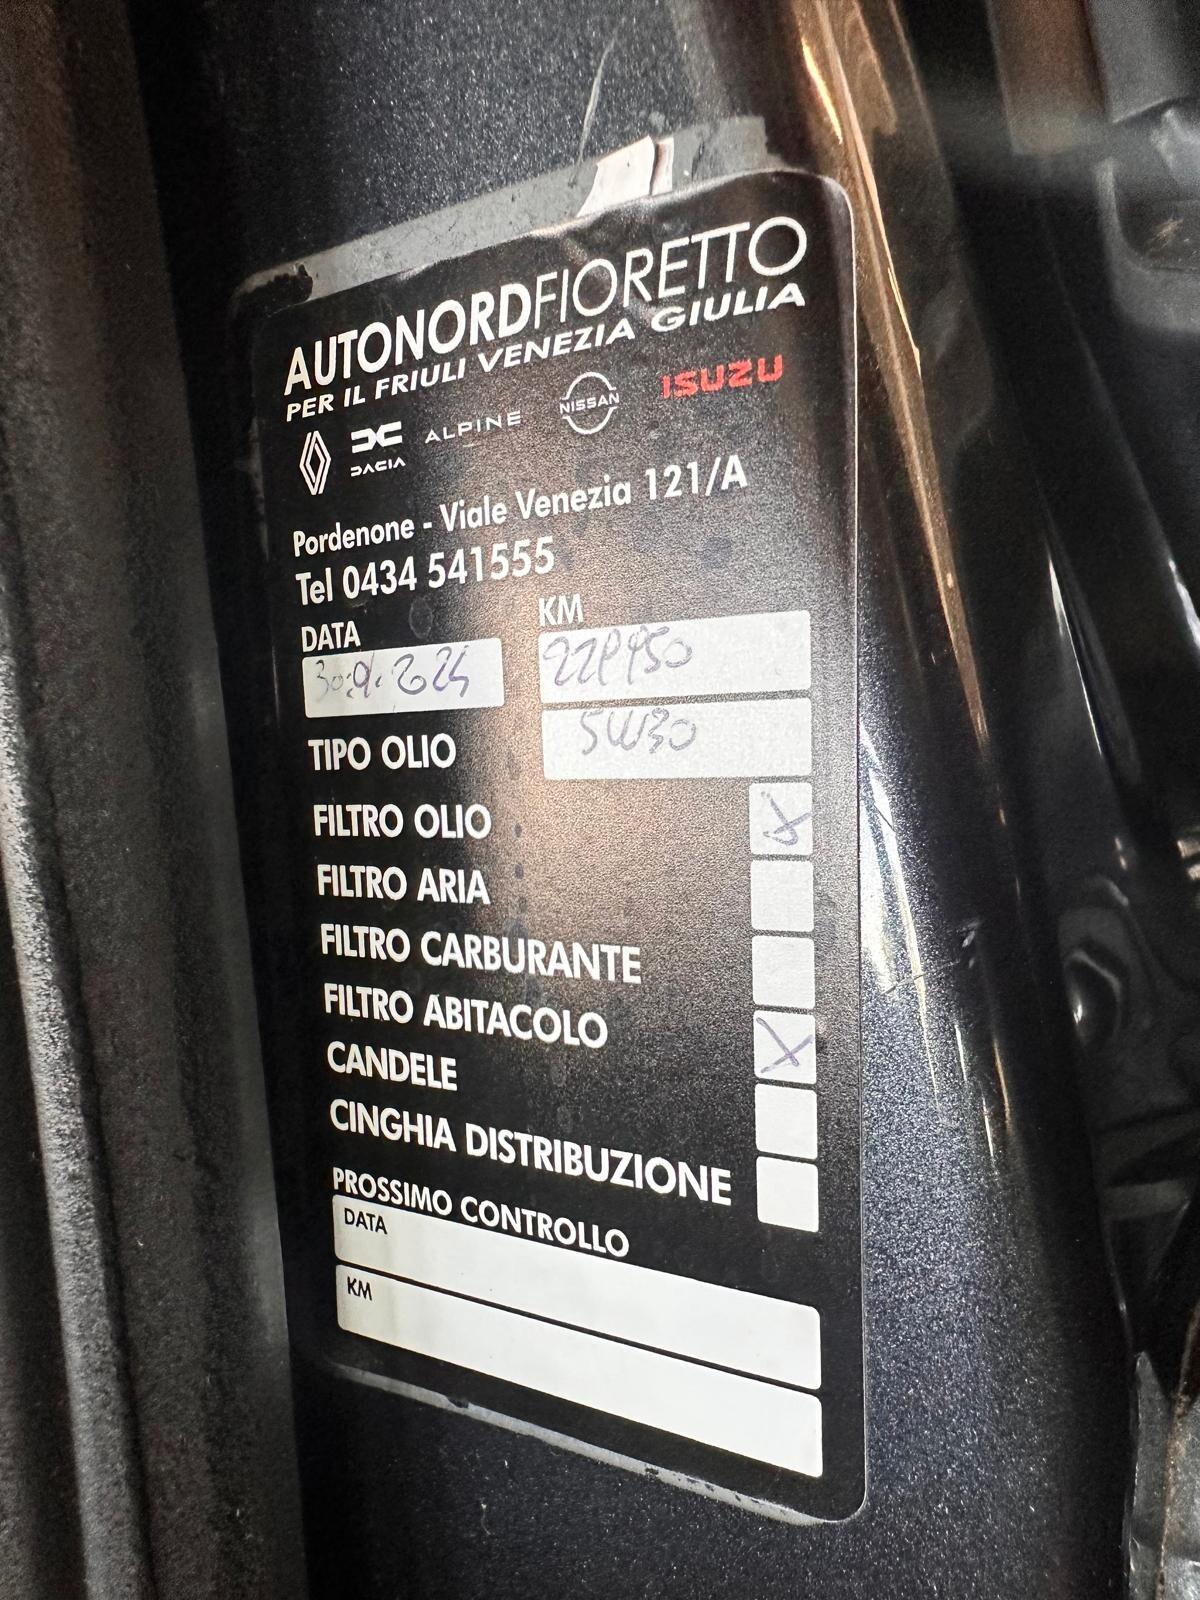 AUTONORDFIORETTO
PER IL FRIULI VENEZIA GIULIA
DACIA ALPINE NISSAN ISUZU
Pordenone - Viale Venezia 121/A
Tel 0434 541555
DATA KM
TIPO OLIO 5W30
FILTRO OLIO X
FILTRO ARIA
FILTRO CARBURANTE
FILTRO ABITACOLO X
CANDELE
CINGHIA DISTRIBUZIONE
PROSSIMO CONTROLLO
DATA
KM